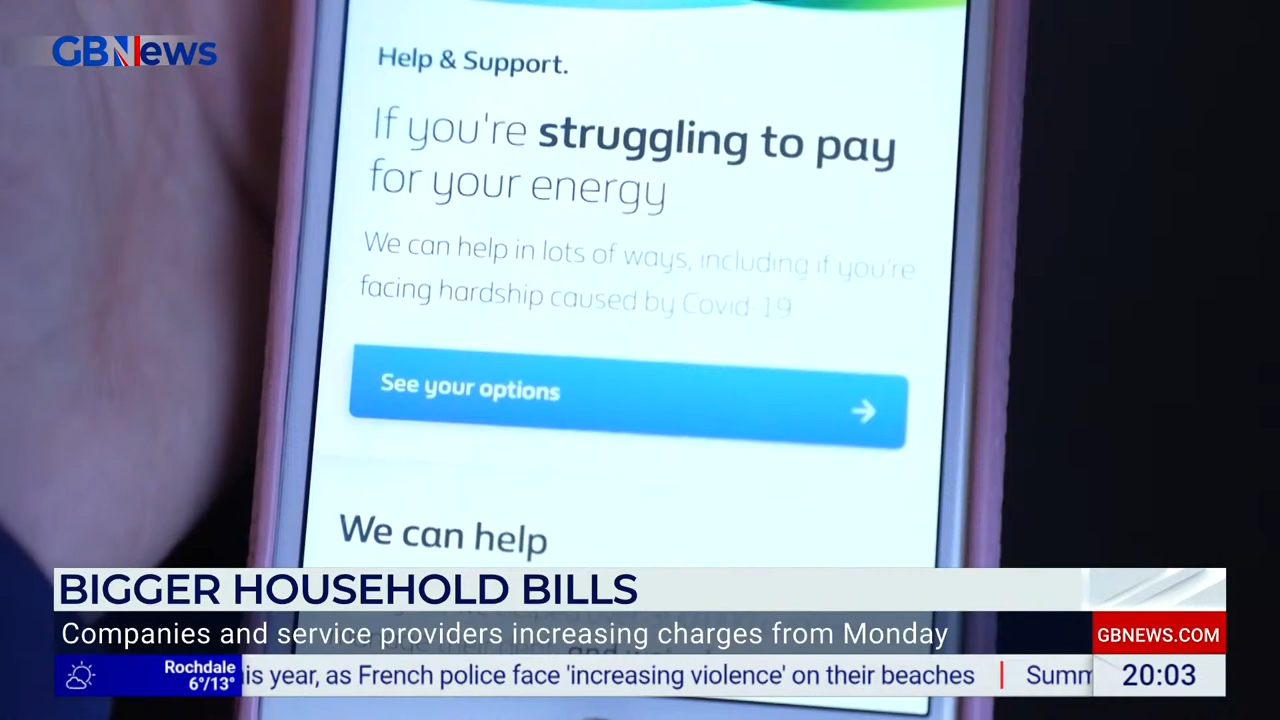 GBNews
Help & Support.
If you're struggling to pay
for your energy
We can help in lots of ways, including if you're
facing hardship caused by Covid-19
See your options
We can help
BIGGER HOUSEHOLD BILLS
Companies and service providers increasing charges from Monday
GBNEWS.COM
Rochdale
6°/13°
is year, as French police face 'increasing violence' on their beaches | Summ
20:03